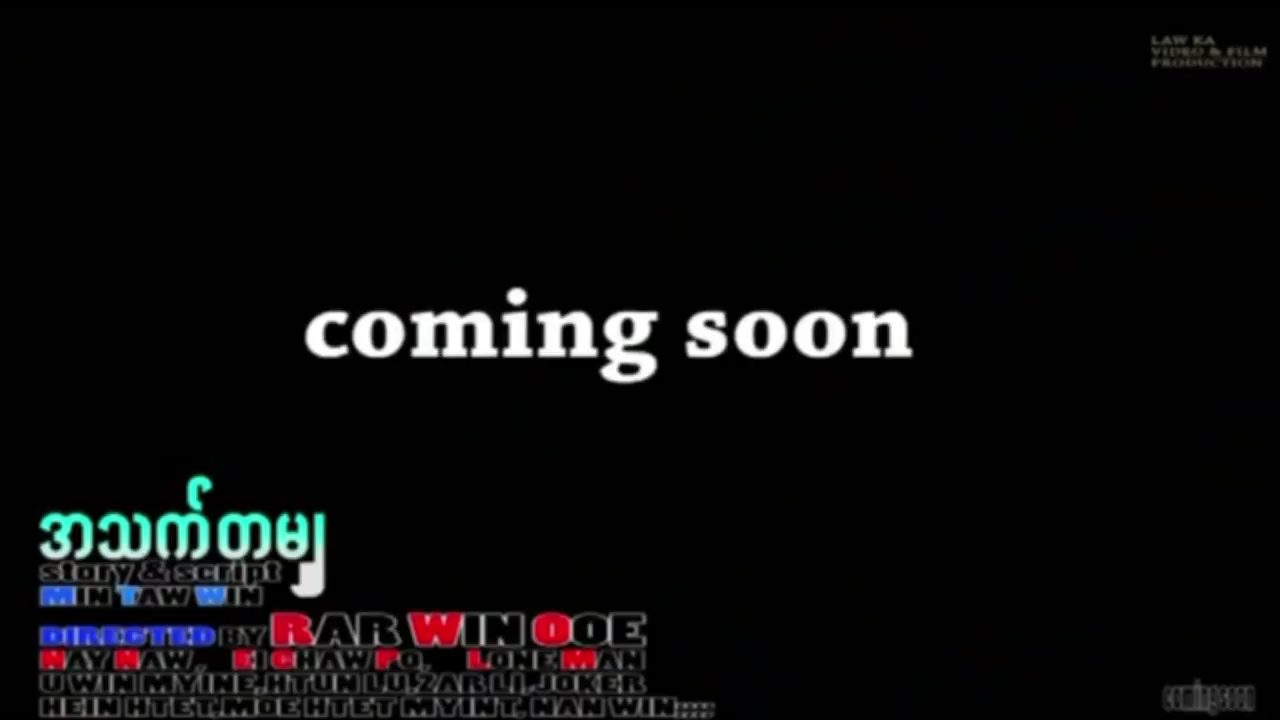 LAW KA
VIDEO & FILM
PRODUCTION
coming soon
အသက်တမျှ
story & script
MIN TAW WIN
DIRECTED BY RAR WIN OOE
NAY NAW, EI CHAW PO, LONE MAN
U WIN MYINE,HTUN LU,ZAR LI,JOKER
HEIN HTET,MOE HTET MYINT, NAN WIN;;;;
coming soon